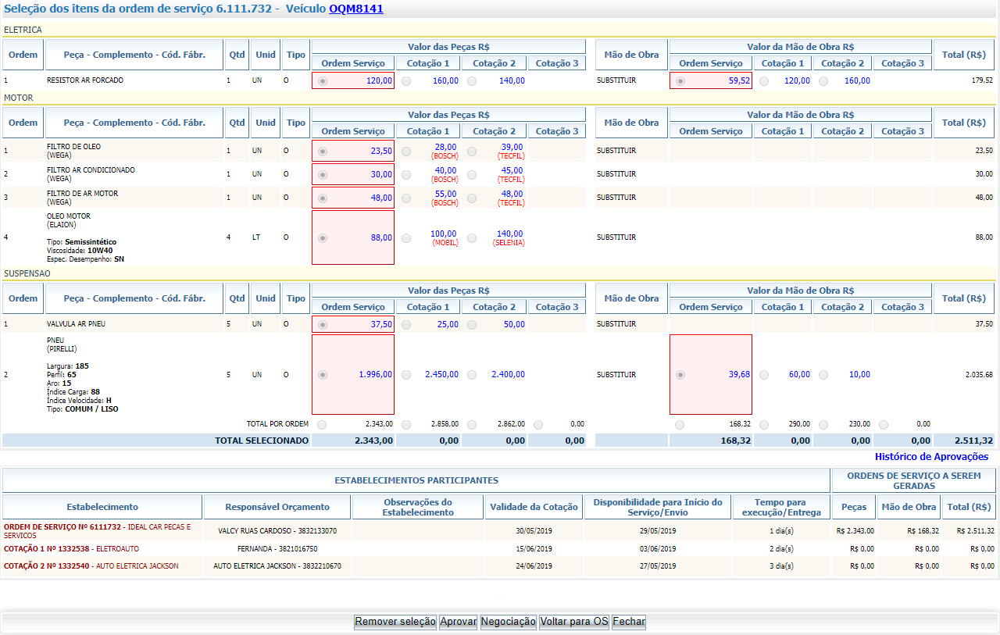 Seleção dos itens da ordem de serviço 6.111.732 - Veículo OQM8141
ELETRICA
Ordem Peça - Complemento - Cód. Fábr. Qtd Unid Tipo Valor das Peças R$ Mão de Obra Valor da Mão de Obra R$ Total (R$)
Ordem Serviço Cotação 1 Cotação 2 Cotação 3 Ordem Serviço Cotação 1 Cotação 2 Cotação 3
1 RESISTOR AR FORCADO 1 UN O 120,00 160,00 140,00 SUBSTITUIR 59,52 120,00 160,00 179,52
MOTOR
Ordem Peça - Complemento - Cód. Fábr. Qtd Unid Tipo Valor das Peças R$ Mão de Obra Valor da Mão de Obra R$ Total (R$)
Ordem Serviço Cotação 1 Cotação 2 Cotação 3 Ordem Serviço Cotação 1 Cotação 2 Cotação 3
1 FILTRO DE OLEO 1 UN O 23,50 28,00 39,00 SUBSTITUIR 23,50
(WEGA) (BOSCH) (TECFIL)
2 FILTRO AR CONDICIONADO 1 UN O 30,00 40,00 45,00 SUBSTITUIR 30,00
(WEGA) (BOSCH) (TECFIL)
3 FILTRO DE AR MOTOR 1 UN O 48,00 55,00 48,00 SUBSTITUIR 48,00
(WEGA) (BOSCH) (TECFIL)
OLEO MOTOR
(ELAION)
4 4 LT O 88,00 100,00 140,00 SUBSTITUIR 88,00
(MOBIL) (SELENIA)
Tipo: Semissintético
Viscosidade: 10W40
Espec. Desempenho: SN
SUSPENSAO
Ordem Peça - Complemento - Cód. Fábr. Qtd Unid Tipo Valor das Peças R$ Mão de Obra Valor da Mão de Obra R$ Total (R$)
Ordem Serviço Cotação 1 Cotação 2 Cotação 3 Ordem Serviço Cotação 1 Cotação 2 Cotação 3
1 VALVULA AR PNEU 5 UN O 37,50 25,00 50,00 SUBSTITUIR 37,50
PNEU
(PIRELLI)
Largura: 185
Perfil: 65
2 Aro: 15 5 UN O 1.996,00 2.450,00 2.400,00 SUBSTITUIR 39,68 60,00 10,00 2.035,68
Índice Carga: 88
Índice Velocidade: H
Tipo: COMUM / LISO
TOTAL POR ORDEM 2.343,00 2.858,00 2.862,00 0,00 168,32 290,00 230,00 0,00
TOTAL SELECIONADO 2.343,00 0,00 0,00 0,00 168,32 0,00 0,00 0,00 2.511,32
Histórico de Aprovações
ESTABELECIMENTOS PARTICIPANTES ORDENS DE SERVIÇO A SEREM GERADAS
Estabelecimento Responsável Orçamento Observações do Estabelecimento Validade da Cotação Disponibilidade para Início do Serviço/Envio Tempo para execução/Entrega Peças Mão de Obra Total (R$)
ORDEM DE SERVIÇO Nº 6111732 - IDEAL CAR PECAS E SERVICOS VALCY RUAS CARDOSO - 3832133070 30/05/2019 29/05/2019 1 dia(s) R$ 2.343,00 R$ 168,32 R$ 2.511,32
COTAÇÃO 1 Nº 1332538 - ELETROAUTO FERNANDA - 3821016750 15/06/2019 03/06/2019 2 dia(s) R$ 0,00 R$ 0,00 R$ 0,00
COTAÇÃO 2 Nº 1332540 - AUTO ELETRICA JACKSON AUTO ELETRICA JACKSON - 3832210670 24/06/2019 27/05/2019 3 dia(s) R$ 0,00 R$ 0,00 R$ 0,00
Remover seleção Aprovar Negociação Voltar para OS Fechar